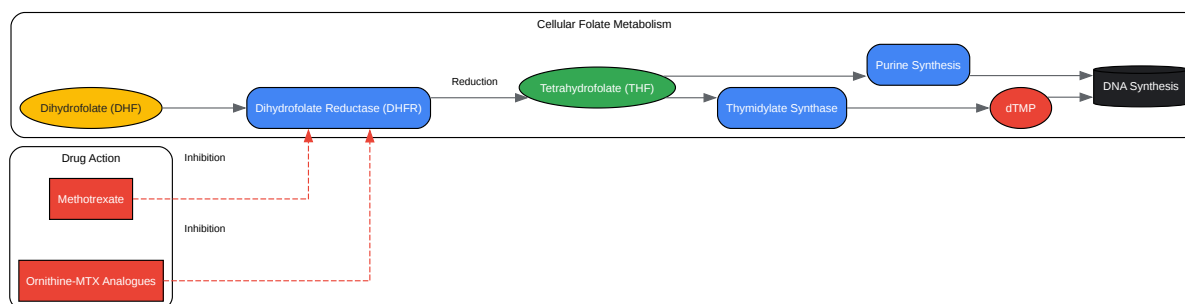 Cellular Folate Metabolism
Purine Synthesis
Reduction
Tetrahydrofolate (THF)
DNA Synthesis
Dihydrofolate (DHF)
Dihydrofolate Reductase (DHFR)
Thymidylate Synthase
dTMP
Drug Action
Inhibition
Methotrexate
Inhibition
Ornithine-MTX Analogues